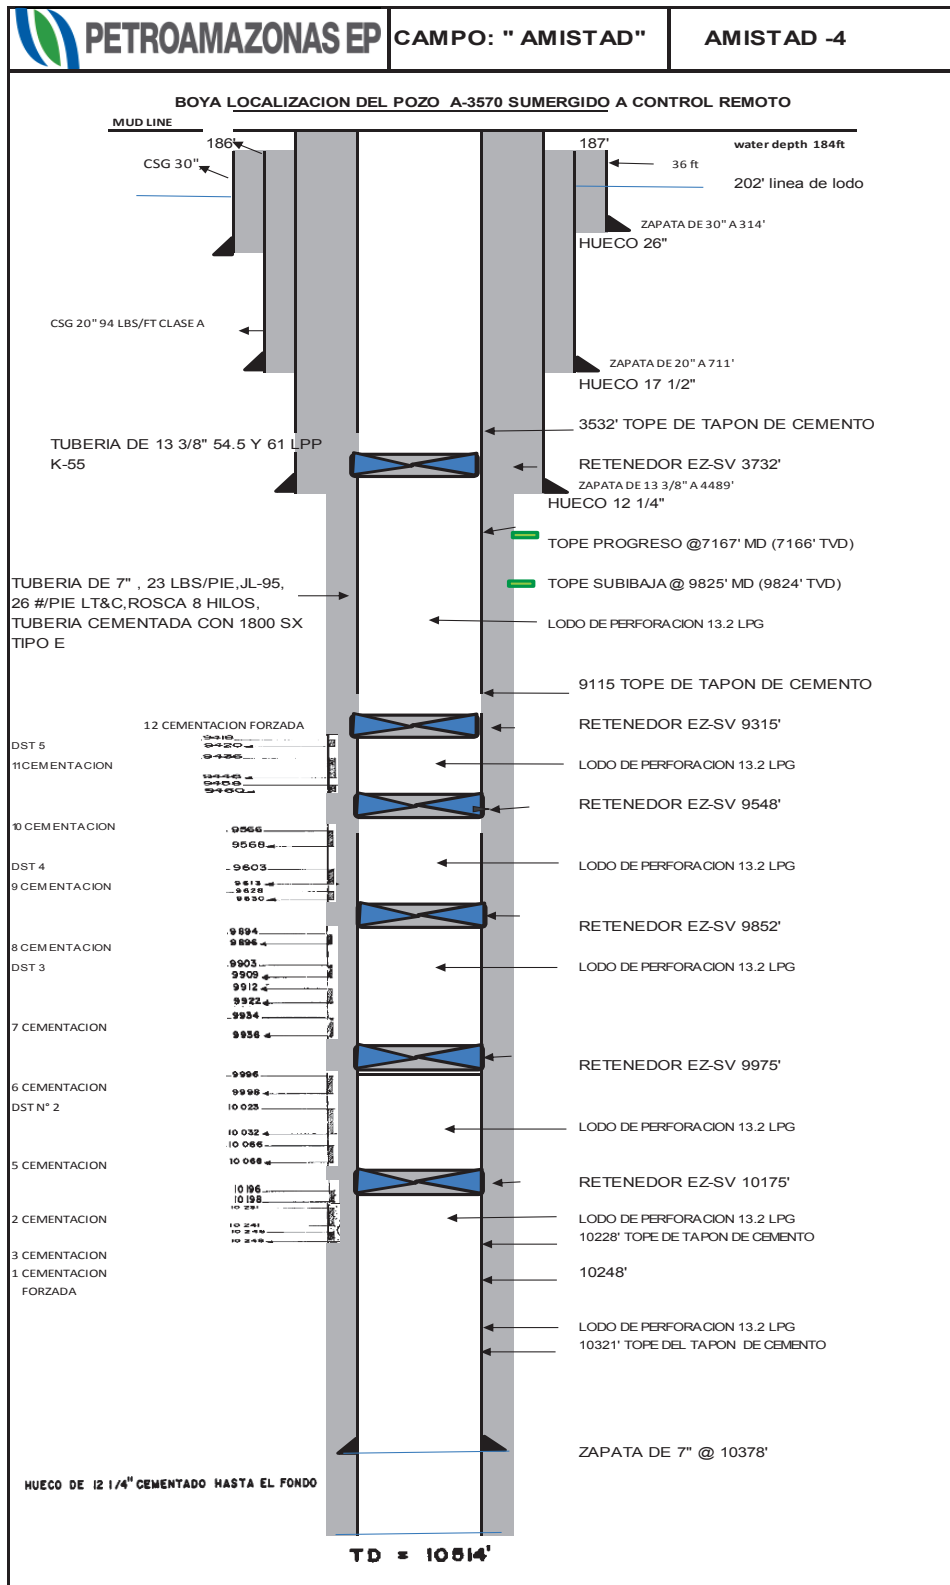 PETROAMAZONAS EP
CAMPO: " AMISTAD"
AMISTAD -4
BOYA LOCALIZACION DEL POZO A-3570 SUMERGIDO A CONTROL REMOTO
MUD LINE
186'
187'
water depth 184ft
CSG 30"
36 ft
202' linea de lodo
ZAPATA DE 30" A 314'
HUECO 26"
CSG 20" 94 LBS/FT CLASE A
ZAPATA DE 20" A 711'
HUECO 17 1/2"
3532' TOPE DE TAPON DE CEMENTO
TUBERIA DE 13 3/8" 54.5 Y 61 LPP
K-55
RETENEDOR EZ-SV 3732'
ZAPATA DE 13 3/8" A 4489'
HUECO 12 1/4"
TOPE PROGRESO @7167' MD (7166' TVD)
TUBERIA DE 7" , 23 LBS/PIE,JL-95,
26 #/PIE LT&C,ROSCA 8 HILOS,
TUBERIA CEMENTADA CON 1800 SX
TIPO E
TOPE SUBIBAJA @ 9825' MD (9824' TVD)
LODO DE PERFORACION 13.2 LPG
9115 TOPE DE TAPON DE CEMENTO
12 CEMENTACION FORZADA
RETENEDOR EZ-SV 9315'
9418
DST 5
9420
9436
11CEMENTACION
LODO DE PERFORACION 13.2 LPG
9446
9458
9460
RETENEDOR EZ-SV 9548'
10 CEMENTACION
9566
9568
DST 4
9603
LODO DE PERFORACION 13.2 LPG
9 CEMENTACION
9613
9628
9630
RETENEDOR EZ-SV 9852'
9894
8 CEMENTACION
9896
DST 3
9903
LODO DE PERFORACION 13.2 LPG
9909
9912
9922
9934
7 CEMENTACION
9936
RETENEDOR EZ-SV 9975'
9996
6 CEMENTACION
9998
DST N° 2
10 023
10 032
LODO DE PERFORACION 13.2 LPG
10 066
5 CEMENTACION
10 068
RETENEDOR EZ-SV 10175'
10 196
10 198
2 CEMENTACION
LODO DE PERFORACION 13.2 LPG
10 241
10228' TOPE DE TAPON DE CEMENTO
3 CEMENTACION
1 CEMENTACION
FORZADA
10248'
LODO DE PERFORACION 13.2 LPG
10321' TOPE DEL TAPON DE CEMENTO
ZAPATA DE 7" @ 10378'
HUECO DE 12 1/4" CEMENTADO HASTA EL FONDO
TD = 10514'